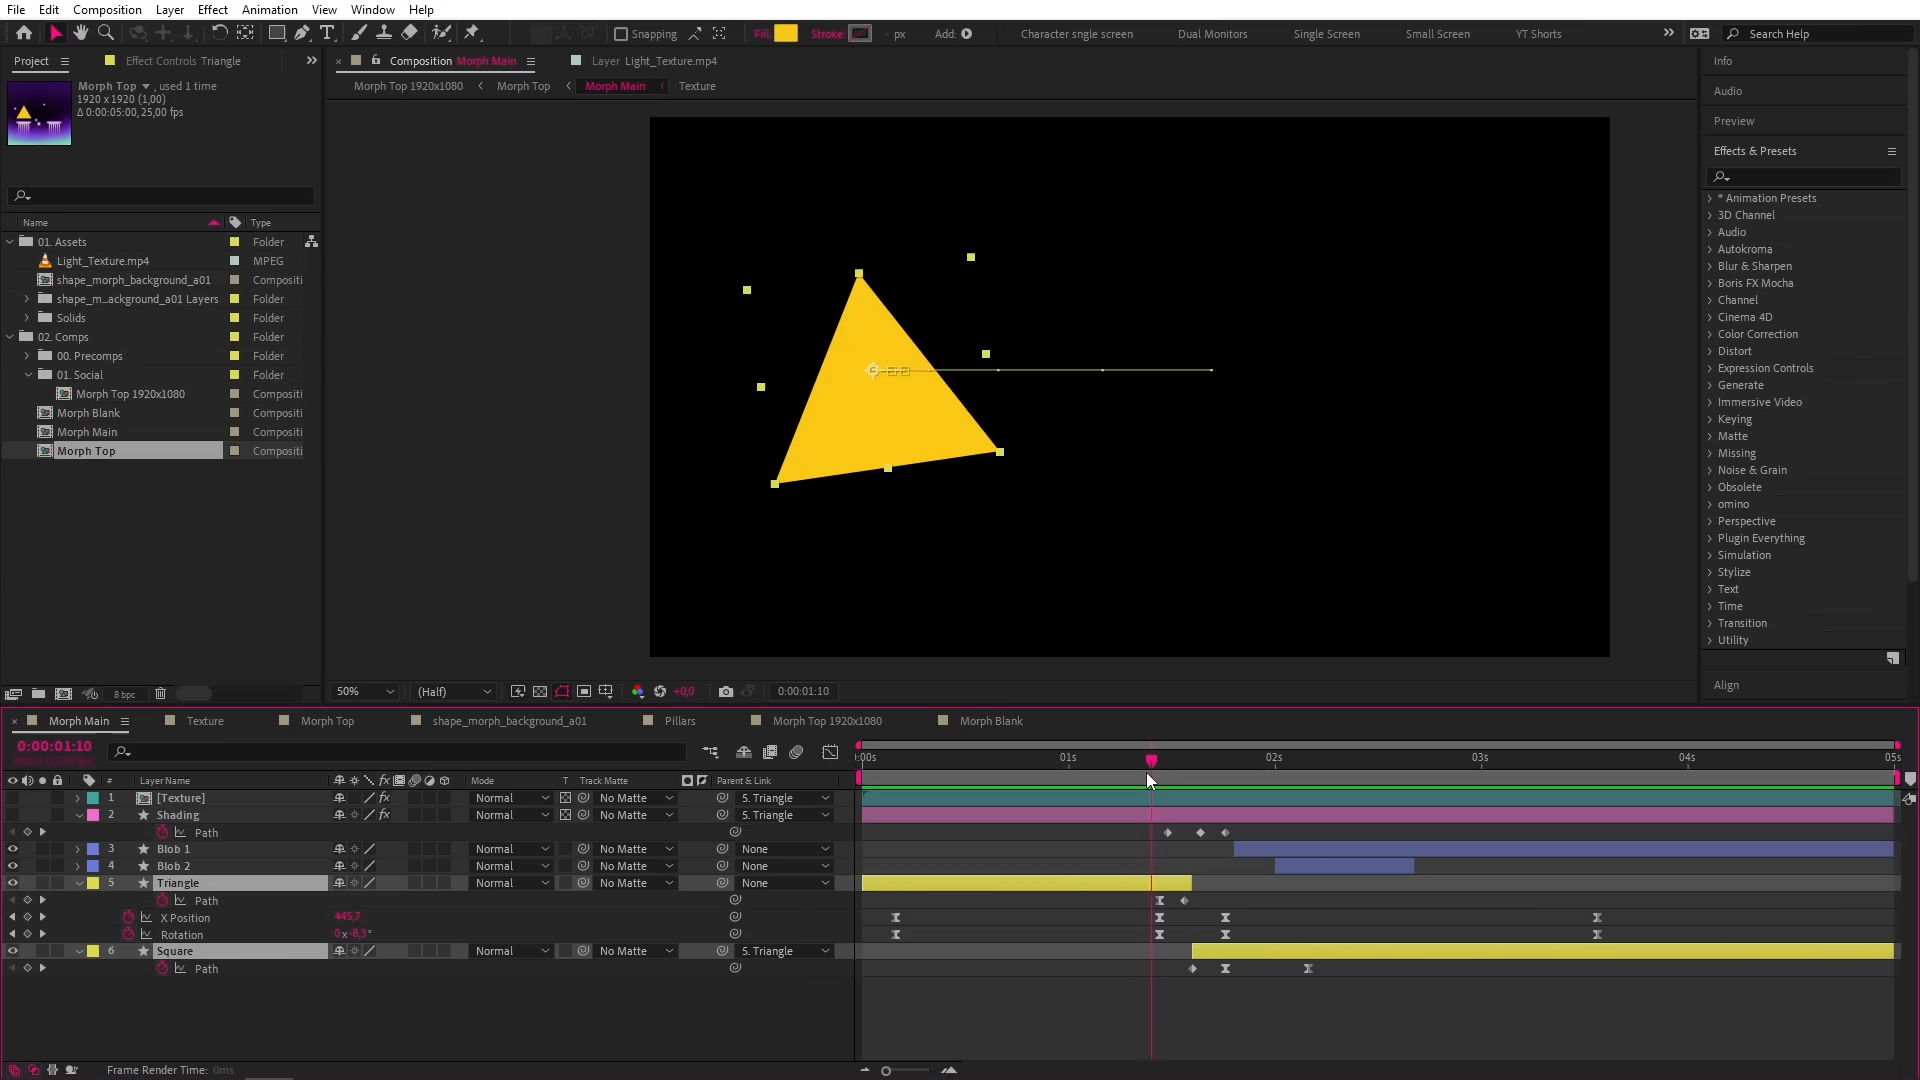 File Edit Composition Layer Effect Animation View Window Help
Snapping Fill: Stroke: - px Add: Character sngle screen Dual Monitors Single Screen Small Screen YT Shorts Search Help
Project Effect Controls Triangle
Morph Top , used 1 time
1920 x 1920 (1,00)
Δ 0:00:05:00, 25,00 fps
Name Type
01. Assets Folder
Light_Texture.mp4 MPEG
shape_morph_background_a01 Compositi
shape_m...ackground_a01 Layers Folder
Solids Folder
02. Comps Folder
00. Precomps Folder
01. Social Folder
Morph Top 1920x1080 Compositi
Morph Blank Compositi
Morph Main Compositi
Morph Top Compositi
8 bpc
Composition Morph Main Layer Light_Texture.mp4
Morph Top 1920x1080 Morph Top Morph Main Texture
50% (Half) +0,0 0:00:01:10
Info
Audio
Preview
Effects & Presets
* Animation Presets
3D Channel
Audio
Autokroma
Blur & Sharpen
Boris FX Mocha
Channel
Cinema 4D
Color Correction
Distort
Expression Controls
Generate
Immersive Video
Keying
Matte
Missing
Noise & Grain
Obsolete
omino
Perspective
Plugin Everything
Simulation
Stylize
Text
Time
Transition
Utility
Align
Morph Main Texture Morph Top shape_morph_background_a01 Pillars Morph Top 1920x1080 Morph Blank
0:00:01:10
:00s 01s 02s 03s 04s 05s
# Layer Name fx Mode T Track Matte Parent & Link
1 [Texture] fx Normal No Matte 5. Triangle
2 Shading fx Normal No Matte 5. Triangle
Path
3 Blob 1 Normal No Matte None
4 Blob 2 Normal No Matte None
5 Triangle Normal No Matte None
Path
X Position 445,7
Rotation 0 x -8,3°
6 Square Normal No Matte 5. Triangle
Path
Frame Render Time: 0ms